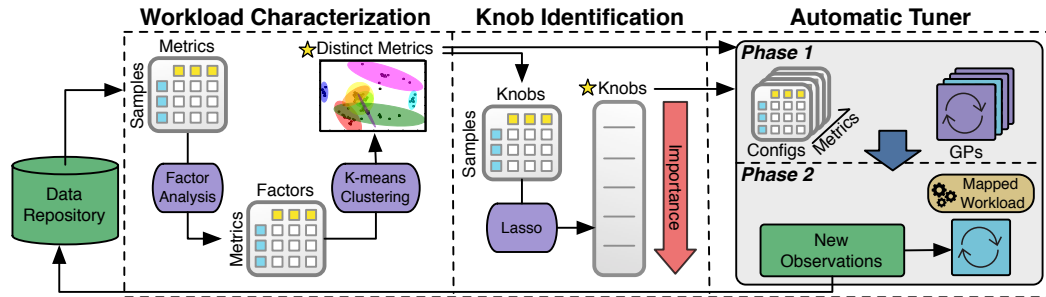 Workload Characterization
Knob Identification
Automatic Tuner
Data
Repository
Metrics
Samples
Factor
Analysis
Factors
Metrics
K-means
Clustering
Distinct Metrics
Knobs
Samples
Lasso
Knobs
Importance
Phase 1
Configs
Metrics
GPs
Phase 2
Mapped
Workload
New
Observations